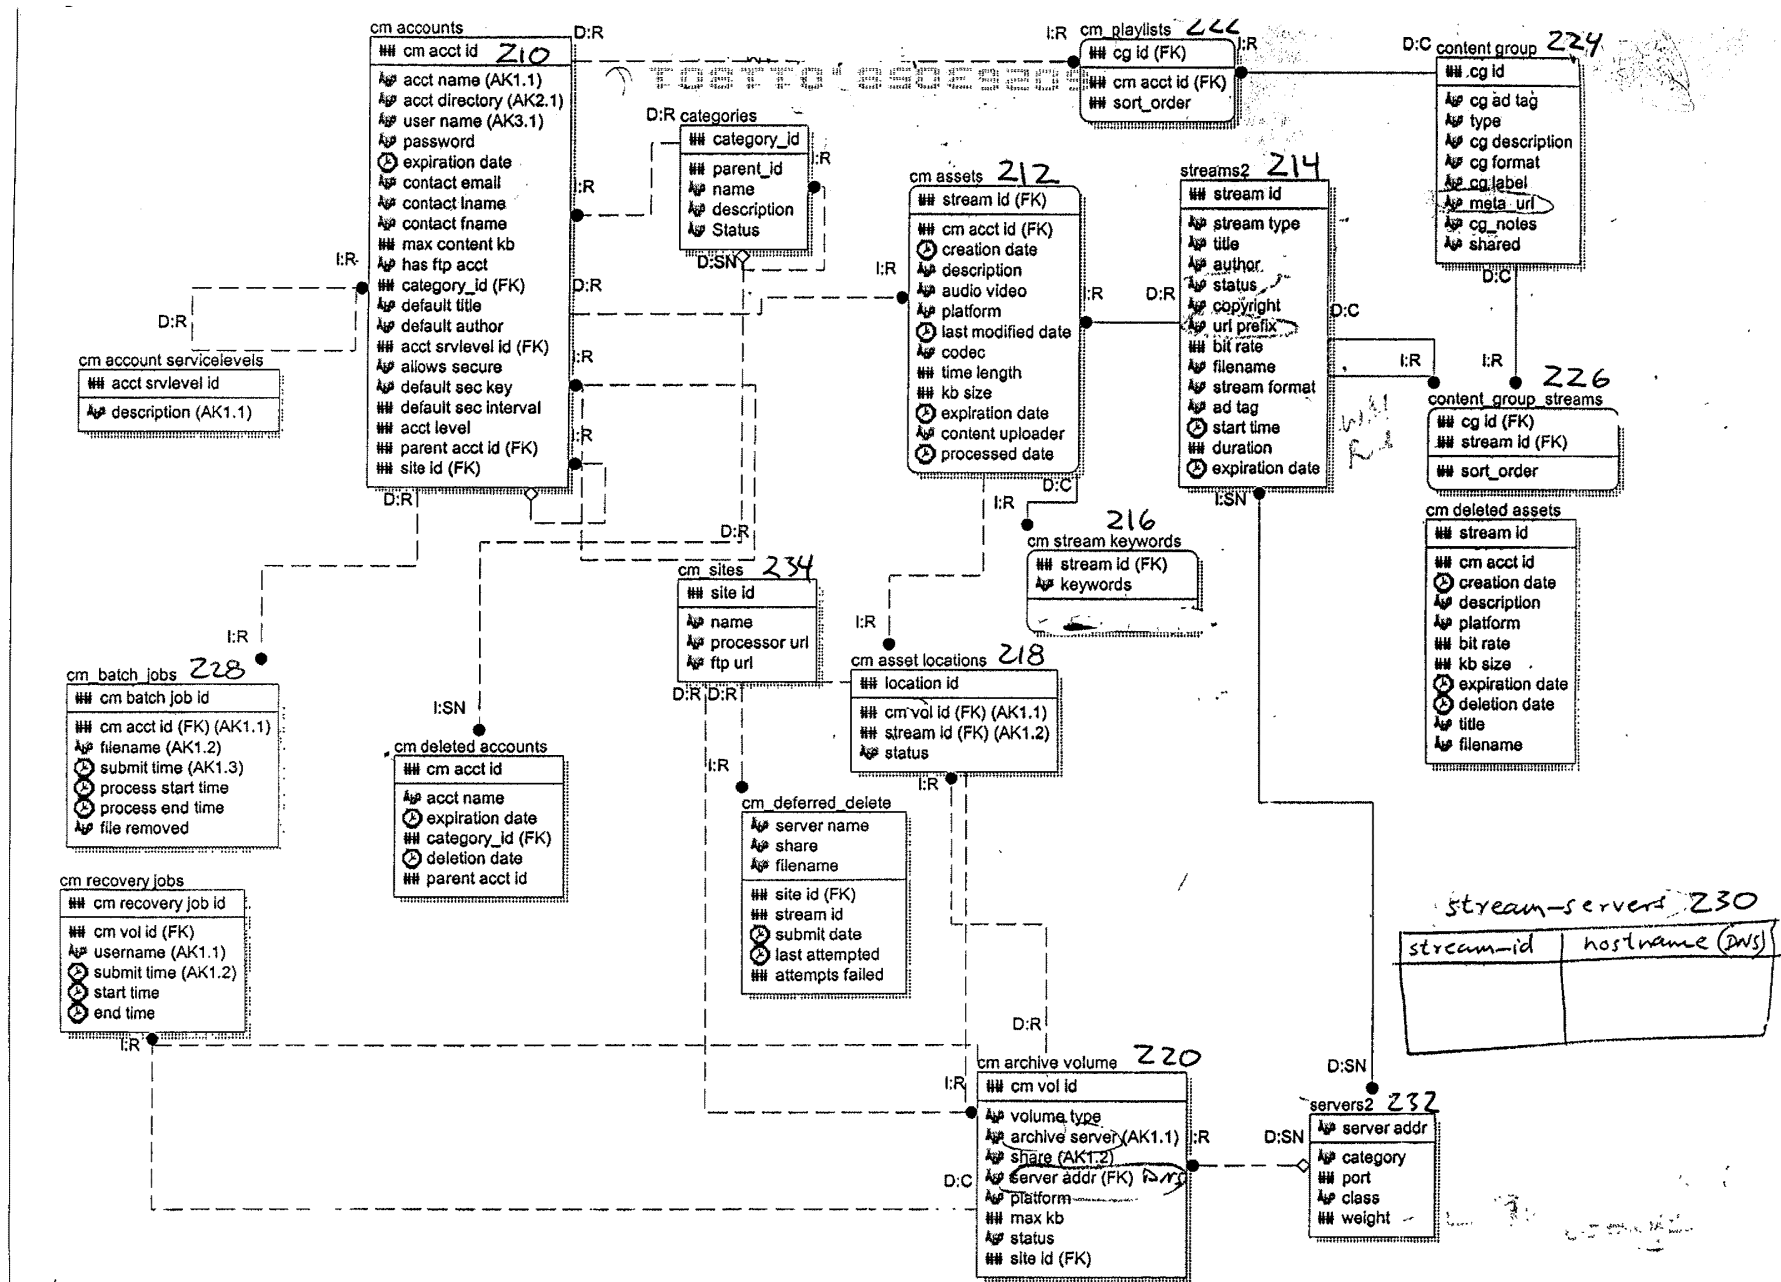 cm accounts
210
cm acct id
acct name (AK1.1)
acct directory (AK2.1)
user name (AK3.1)
password
expiration date
contact email
contact lname
contact fname
max content kb
has ftp acct
category_id (FK)
default title
default author
acct srvlevel id (FK)
allows secure
default sec key
default sec interval
acct level
parent acct id (FK)
site id (FK)
D:R
I:R
D:R
I:R
D:R
I:R
I:R
D:R
D:R
cm account servicelevels
acct srvlevel id
description (AK1.1)
D:R categories
category_id
parent_id
name
description
Status
I:R
D:SN
I:R cm_playlists 222
I:R
cg id (FK)
cm acct id (FK)
sort_order
D:C content group 224
cg id
cg ad tag
type
cg description
cg format
cg label
meta url
cg_notes
shared
D:C
I:R
cm assets 212
stream id (FK)
cm acct id (FK)
creation date
description
audio video
platform
last modified date
codec
time length
kb size
expiration date
content uploader
processed date
I:R
I:R
D:C
I:R
streams2 214
stream id
stream type
title
author
status
copyright
url prefix
bit rate
filename
stream format
ad tag
start time
duration
expiration date
D:R
D:C
I:SN
I:R
226
content_group_streams
cg id (FK)
stream id (FK)
sort_order
cm deleted assets
stream id
cm acct id
creation date
description
platform
bit rate
kb size
expiration date
deletion date
title
filename
216
cm stream keywords
stream id (FK)
keywords
D:R
cm_sites 234
site id
name
processor url
ftp url
D:R D:R
I:R
I:R
cm asset locations 218
location id
cm vol id (FK) (AK1.1)
stream id (FK) (AK1.2)
status
I:R
I:R
cm_batch_jobs 228
cm batch job id
cm acct id (FK) (AK1.1)
filename (AK1.2)
submit time (AK1.3)
process start time
process end time
file removed
I:SN
cm deleted accounts
cm acct id
acct name
expiration date
category_id (FK)
deletion date
parent acct id
cm_deferred_delete
server name
share
filename
site id (FK)
stream id
submit date
last attempted
attempts failed
cm recovery jobs
cm recovery job id
cm vol id (FK)
username (AK1.1)
submit time (AK1.2)
start time
end time
I:R
stream-servers 230
stream-id
hostname (DNS)
D:R
cm archive volume 220
cm vol id
volume type
archive server (AK1.1)
share (AK1.2)
server addr (FK) DNS
platform
max kb
status
site id (FK)
I:R
D:C
I:R
D:SN
D:SN
servers2 232
server addr
category
port
class
weight